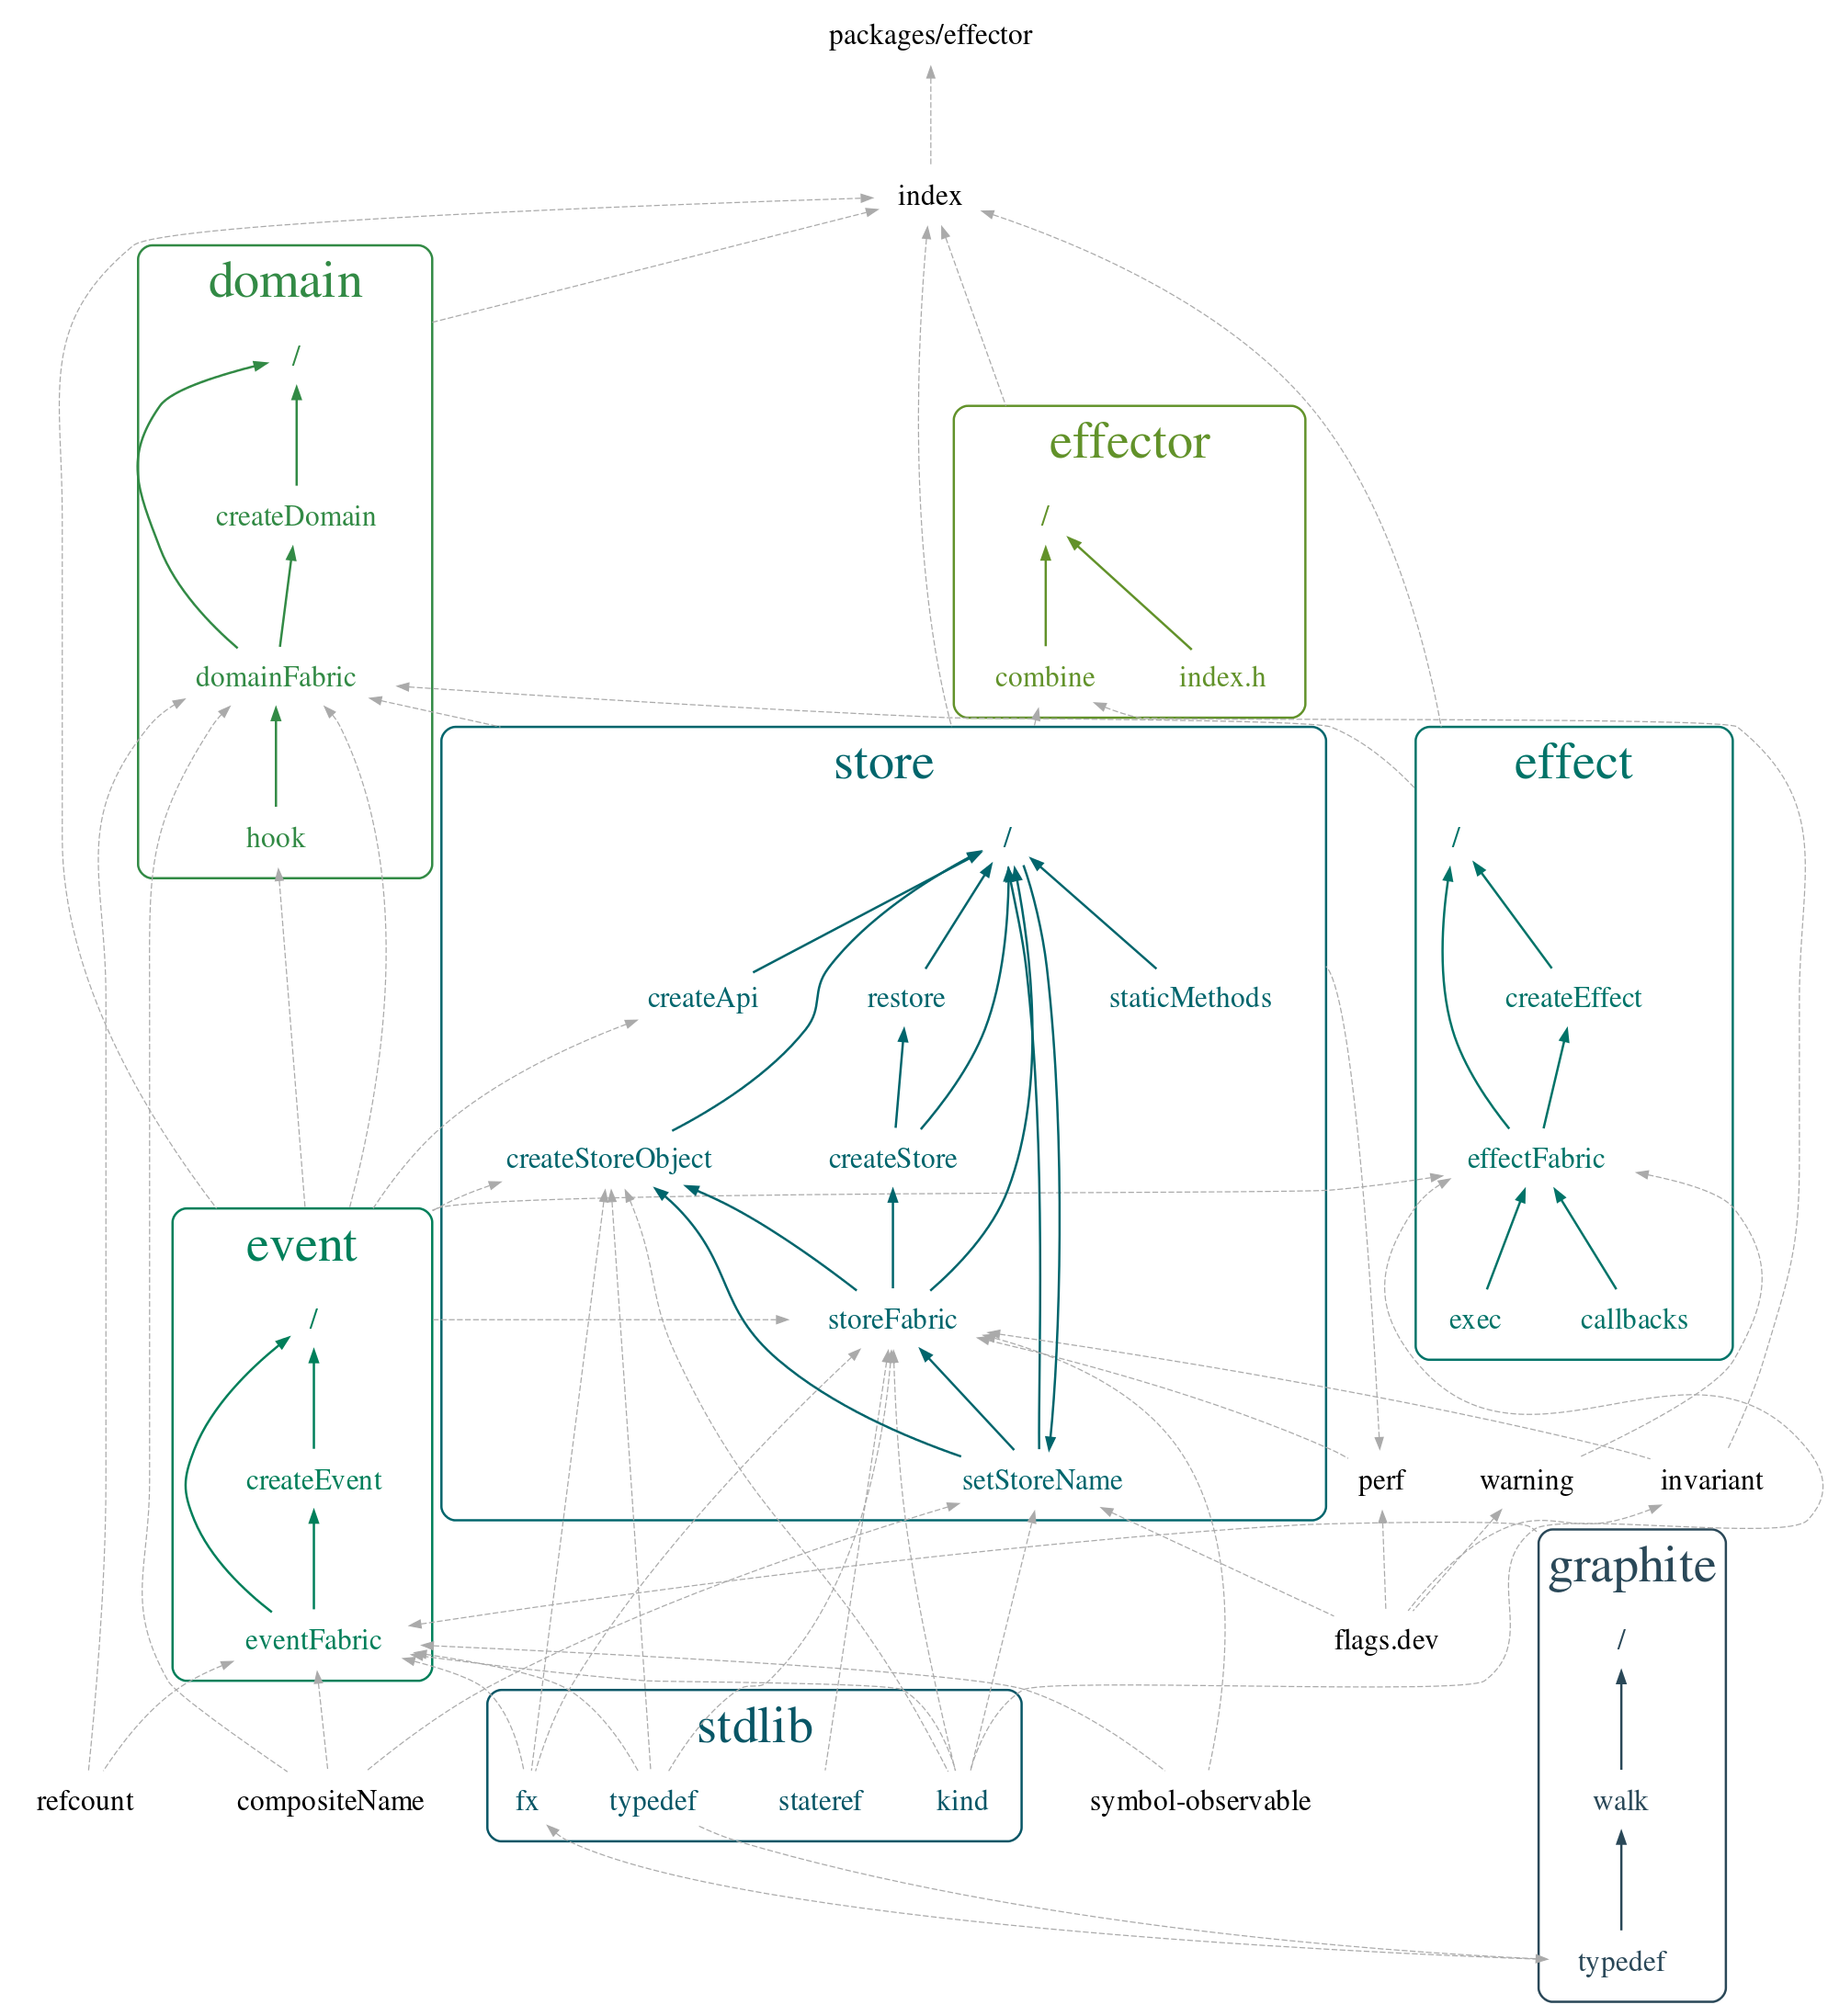 packages/effector
index
domain
/
createDomain
domainFabric
hook
effector
/
combine
index.h
store
/
createApi
restore
staticMethods
createStoreObject
createStore
storeFabric
setStoreName
effect
/
createEffect
effectFabric
exec
callbacks
event
/
createEvent
eventFabric
perf
warning
invariant
flags.dev
graphite
/
walk
typedef
stdlib
fx
typedef
stateref
kind
refcount
compositeName
symbol-observable